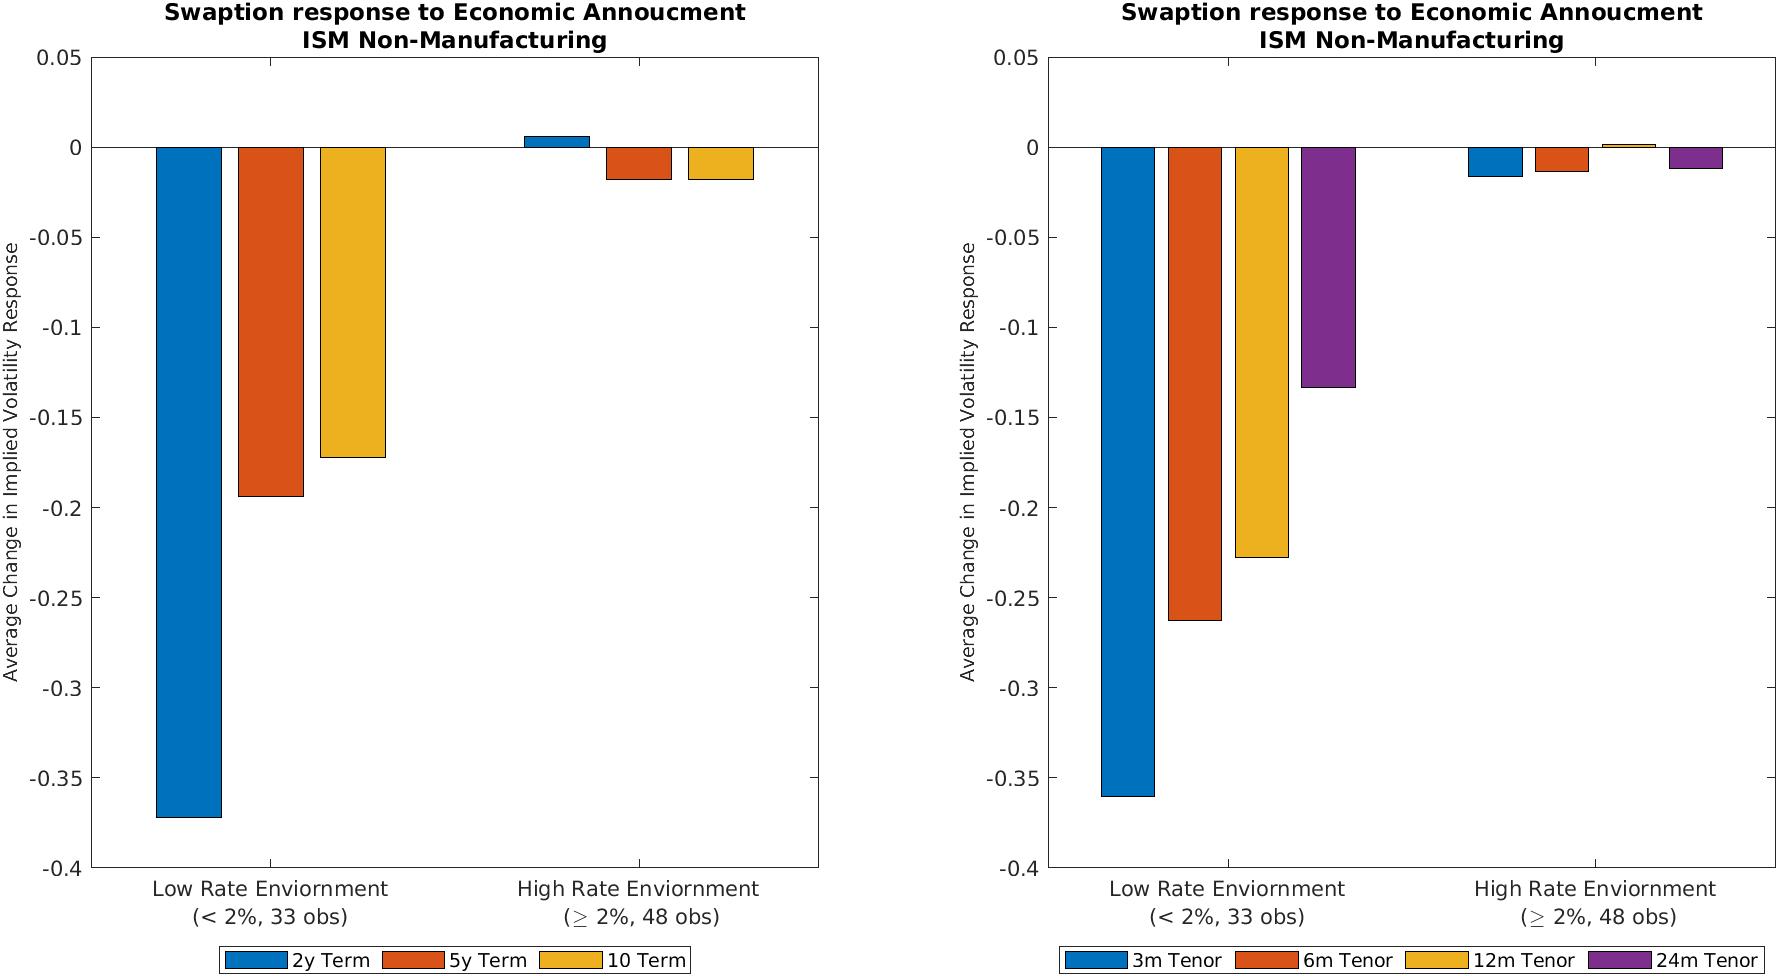 Swaption response to Economic Annoucment
ISM Non-Manufacturing
0.05
0
-0.05
-0.1
-0.15
-0.2
-0.25
-0.3
-0.35
-0.4
Average Change in Implied Volatility Response
Low Rate Enviornment
(< 2%, 33 obs)
High Rate Enviornment
(≥ 2%, 48 obs)
2y Term
5y Term
10 Term
Swaption response to Economic Annoucment
ISM Non-Manufacturing
0.05
0
-0.05
-0.1
-0.15
-0.2
-0.25
-0.3
-0.35
-0.4
Average Change in Implied Volatility Response
Low Rate Enviornment
(< 2%, 33 obs)
High Rate Enviornment
(≥ 2%, 48 obs)
3m Tenor
6m Tenor
12m Tenor
24m Tenor